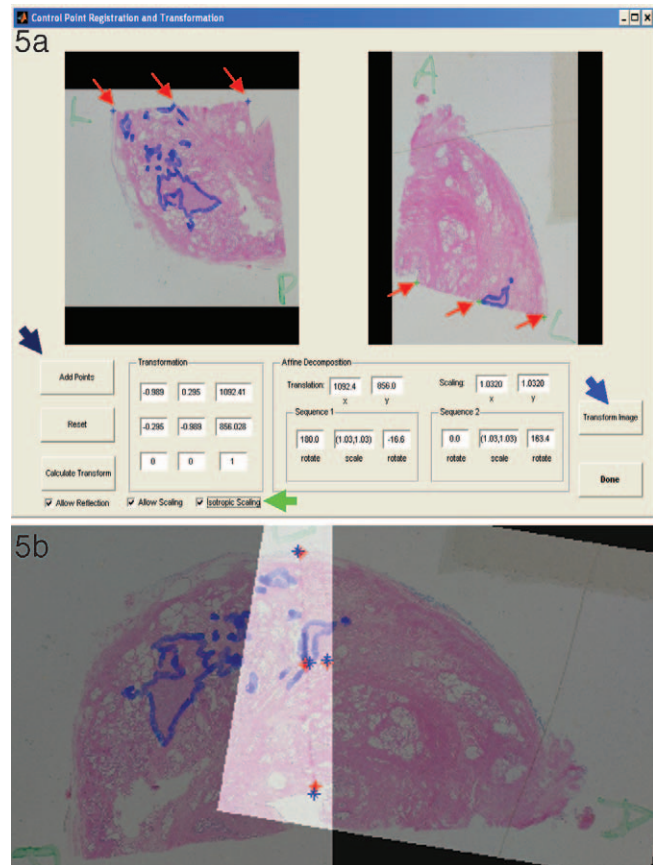 Control Point Registration and Transformation
5a
L
A
P
L
Add Points
Reset
Calculate Transform
Transformation
-0.989 0.295 1092.41
-0.295 -0.989 856.028
0 0 1
Affine Decomposition
Translation: 1092.4 856.0
x y
Scaling: 1.0320 1.0320
x y
Sequence 1
180.0 (1.03,1.03) -16.6
rotate scale rotate
Sequence 2
0.0 (1.03,1.03) 163.4
rotate scale rotate
Transform Image
Done
Allow Reflection Allow Scaling Isotropic Scaling
5b
A